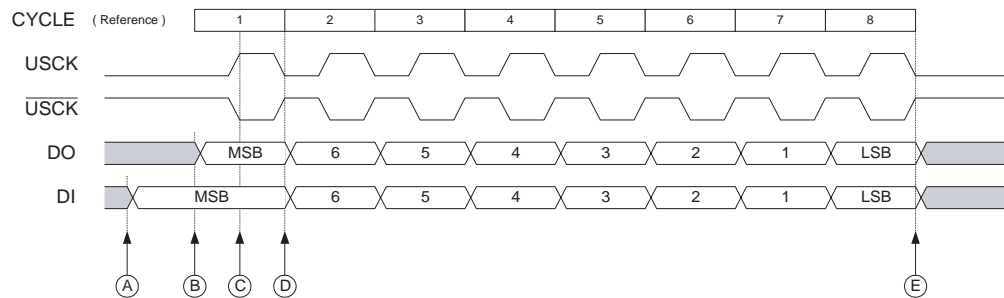 CYCLE ( Reference ) 1 2 3 4 5 6 7 8
USCK
USCK
DO MSB 6 5 4 3 2 1 LSB
DI MSB 6 5 4 3 2 1 LSB
A B C D E